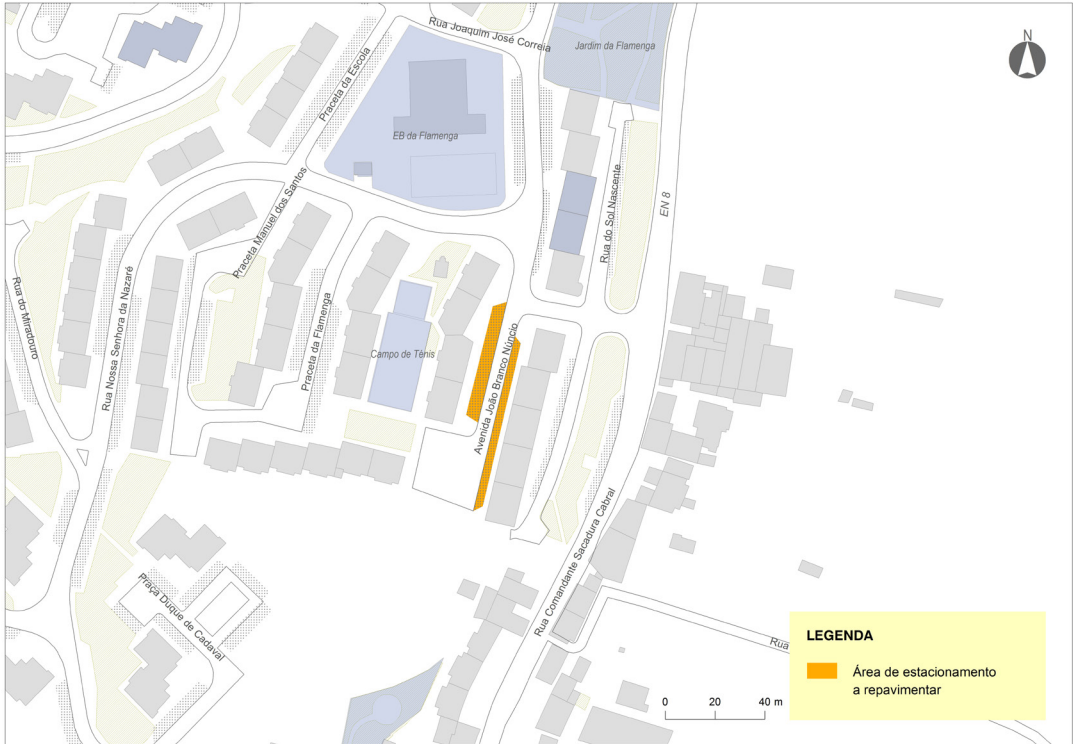 Rua Joaquim José Correia
Jardim da Flamenga
N
Praceta da Escola
EB da Flamenga
EN 8
Rua do Sol Nascente
Praceta Manuel dos Santos
Rua do Miradouro
Rua Nossa Senhora da Nazaré
Praceta da Flamenga
Campo de Ténis
Avenida João Branco Núncio
Rua Comandante Sacadura Cabral
Praça Duque de Cadaval
Rua
LEGENDA
Área de estacionamento
a repavimentar
0 20 40 m